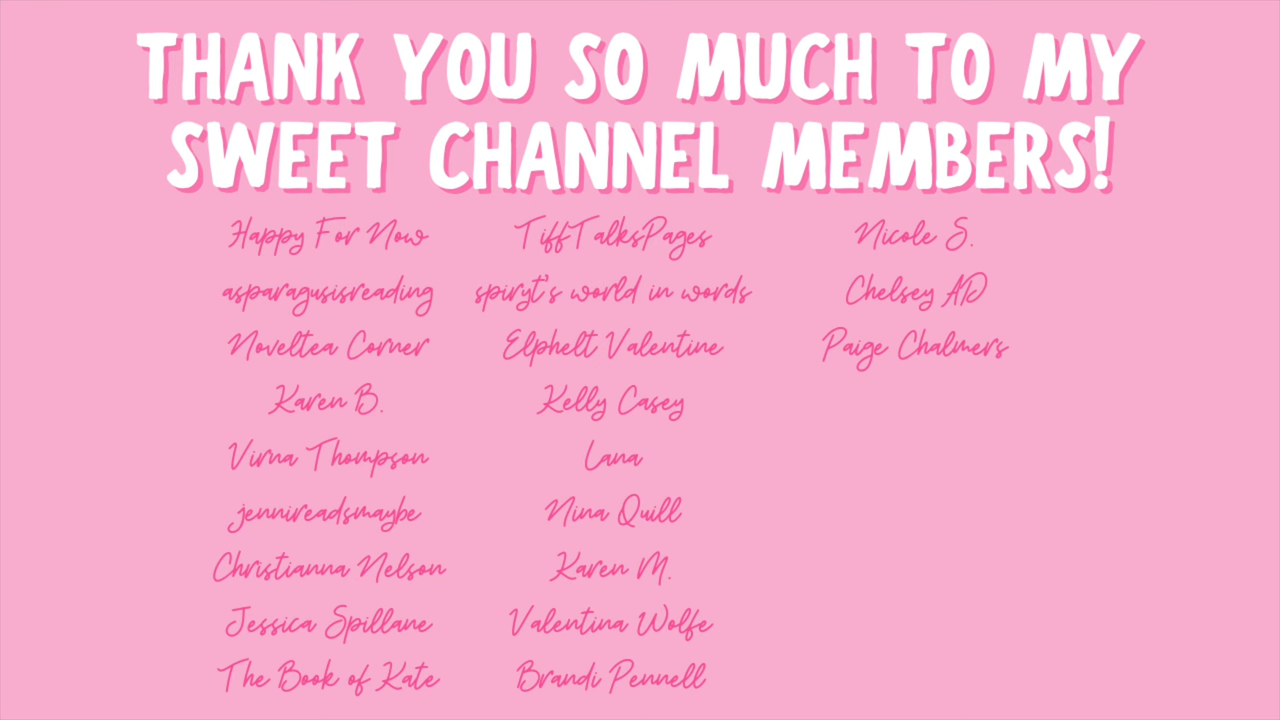 THANK YOU SO MUCH TO MY
SWEET CHANNEL MEMBERS!
Happy For Now
asparagusisreading
Noveltea Corner
Karen B.
Virna Thompson
jennireadsmaybe
Christianna Nelson
Jessica Spillane
The Book of Kate
TiffTalksPages
spiryt's world in words
Elphelt Valentine
Kelly Casey
Lana
Nina Quill
Karen M.
Valentina Wolfe
Brandi Pennell
Nicole S.
Chelsey AD
Paige Chalmers